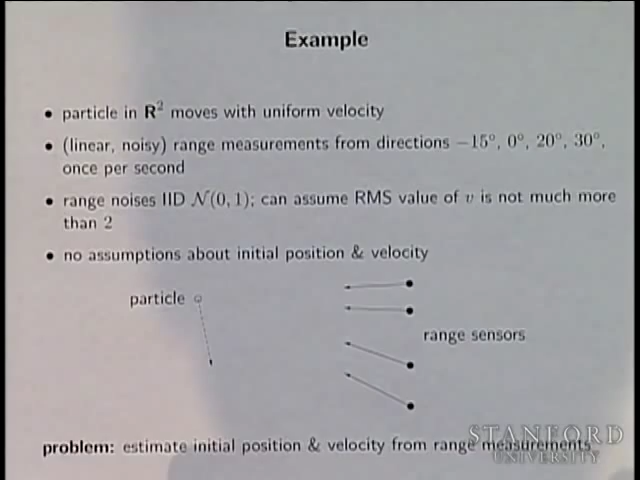 Example
• particle in R² moves with uniform velocity
• (linear, noisy) range measurements from directions −15°, 0°, 20°, 30°,
once per second
• range noises IID 𝒩(0, 1); can assume RMS value of v is not much more
than 2
• no assumptions about initial position & velocity
particle
range sensors
problem: estimate initial position & velocity from range measurements
STANFORD
UNIVERSITY